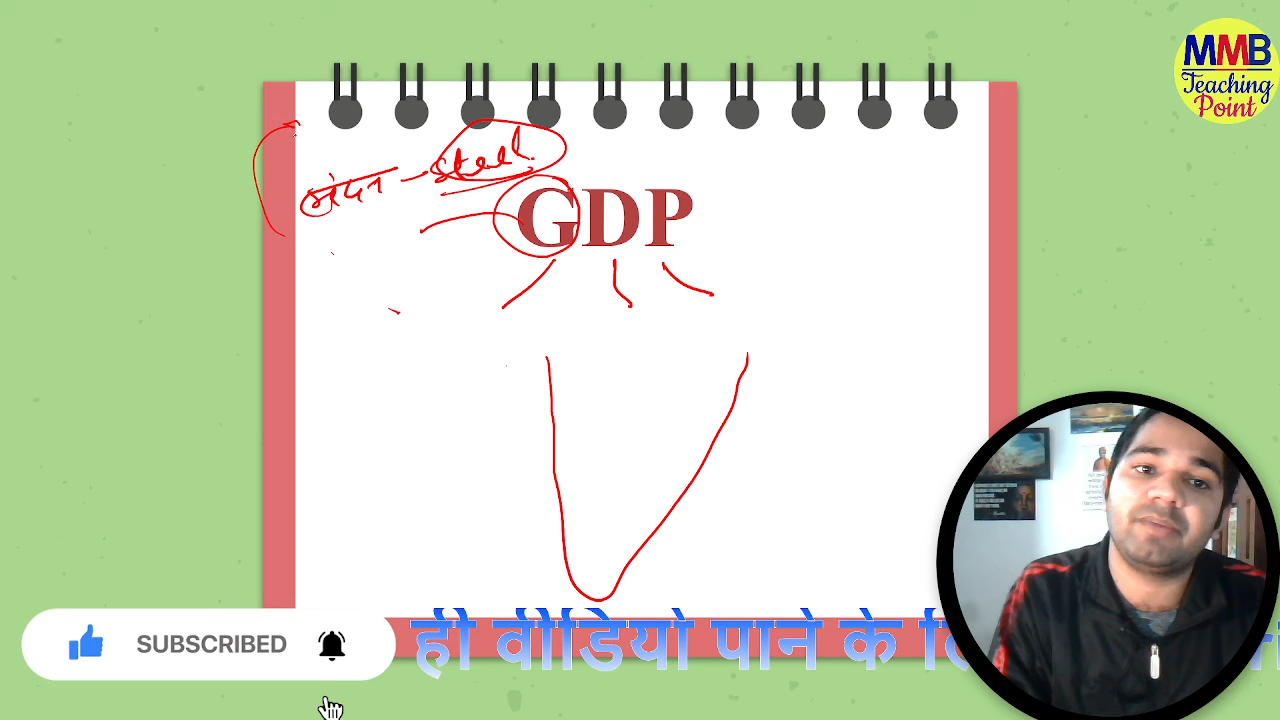 MMB
Teaching
Point
Steel
GDP
SUBSCRIBED
ही वीडियो पाने के